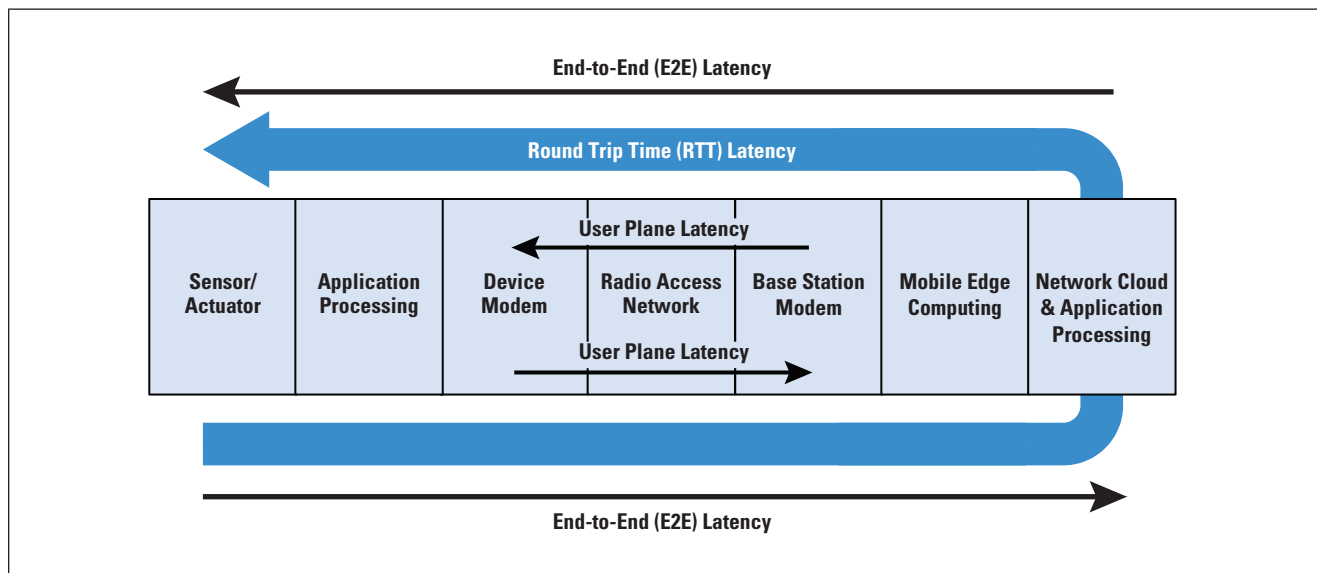 End-to-End (E2E) Latency
Round Trip Time (RTT) Latency
User Plane Latency
Sensor/
Actuator
Application
Processing
Device
Modem
Radio Access
Network
Base Station
Modem
Mobile Edge
Computing
Network Cloud
& Application
Processing
User Plane Latency
End-to-End (E2E) Latency